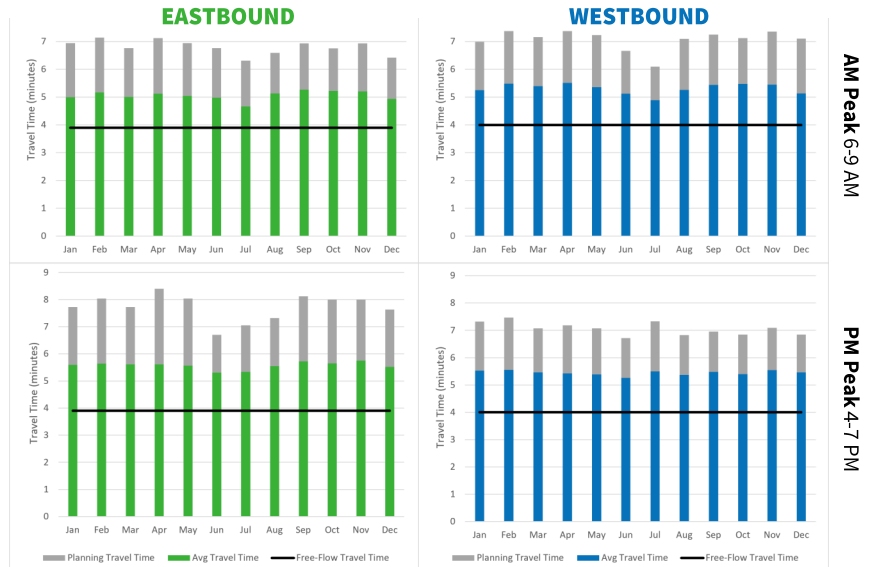 EASTBOUND
WESTBOUND
Travel Time (minutes)
7
6
5
4
3
2
1
0
Jan Feb Mar Apr May Jun Jul Aug Sep Oct Nov Dec
Travel Time (minutes)
7
6
5
4
3
2
1
0
Jan Feb Mar Apr May Jun Jul Aug Sep Oct Nov Dec
AM Peak 6-9 AM
Travel Time (minutes)
9
8
7
6
5
4
3
2
1
0
Jan Feb Mar Apr May Jun Jul Aug Sep Oct Nov Dec
Planning Travel Time Avg Travel Time Free-Flow Travel Time
Travel Time (minutes)
9
8
7
6
5
4
3
2
1
0
Jan Feb Mar Apr May Jun Jul Aug Sep Oct Nov Dec
Planning Travel Time Avg Travel Time Free-Flow Travel Time
PM Peak 4-7 PM